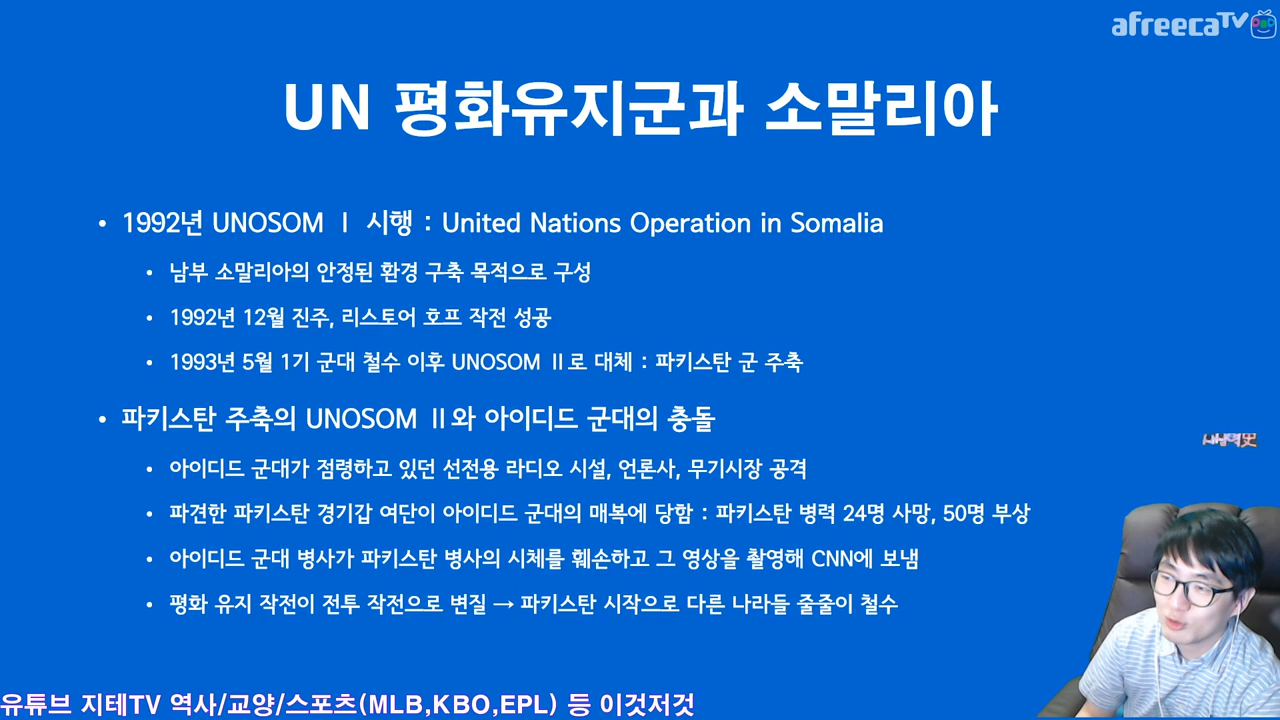 afreecaTV
UN 평화유지군과 소말리아
• 1992년 UNOSOM Ⅰ 시행 : United Nations Operation in Somalia
• 남부 소말리아의 안정된 환경 구축 목적으로 구성
• 1992년 12월 진주, 리스토어 호프 작전 성공
• 1993년 5월 1기 군대 철수 이후 UNOSOM Ⅱ로 대체 : 파키스탄 군 주축
• 파키스탄 주축의 UNOSOM Ⅱ와 아이디드 군대의 충돌
• 아이디드 군대가 점령하고 있던 선전용 라디오 시설, 언론사, 무기시장 공격
• 파견한 파키스탄 경기갑 여단이 아이디드 군대의 매복에 당함 : 파키스탄 병력 24명 사망, 50명 부상
• 아이디드 군대 병사가 파키스탄 병사의 시체를 훼손하고 그 영상을 촬영해 CNN에 보냄
• 평화 유지 작전이 전투 작전으로 변질 → 파키스탄 시작으로 다른 나라들 줄줄이 철수
유튜브 지테TV 역사/교양/스포츠(MLB,KBO,EPL) 등 이것저것